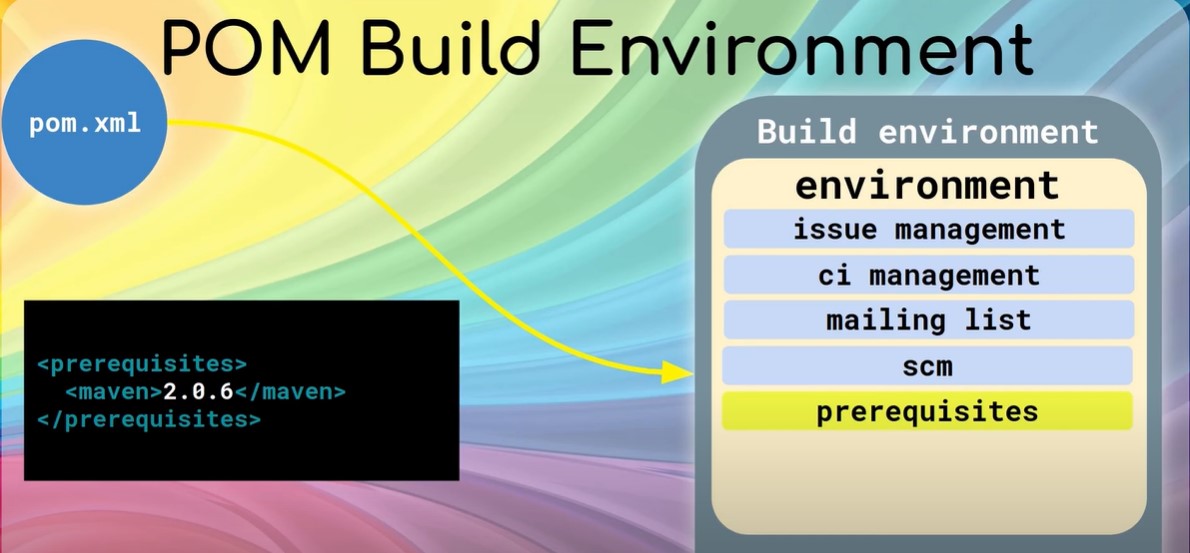 POM Build Environment
pom.xml
Build environment
environment
issue management
ci management
mailing list
scm
prerequisites
<prerequisites>
  <maven>2.0.6</maven>
</prerequisites>